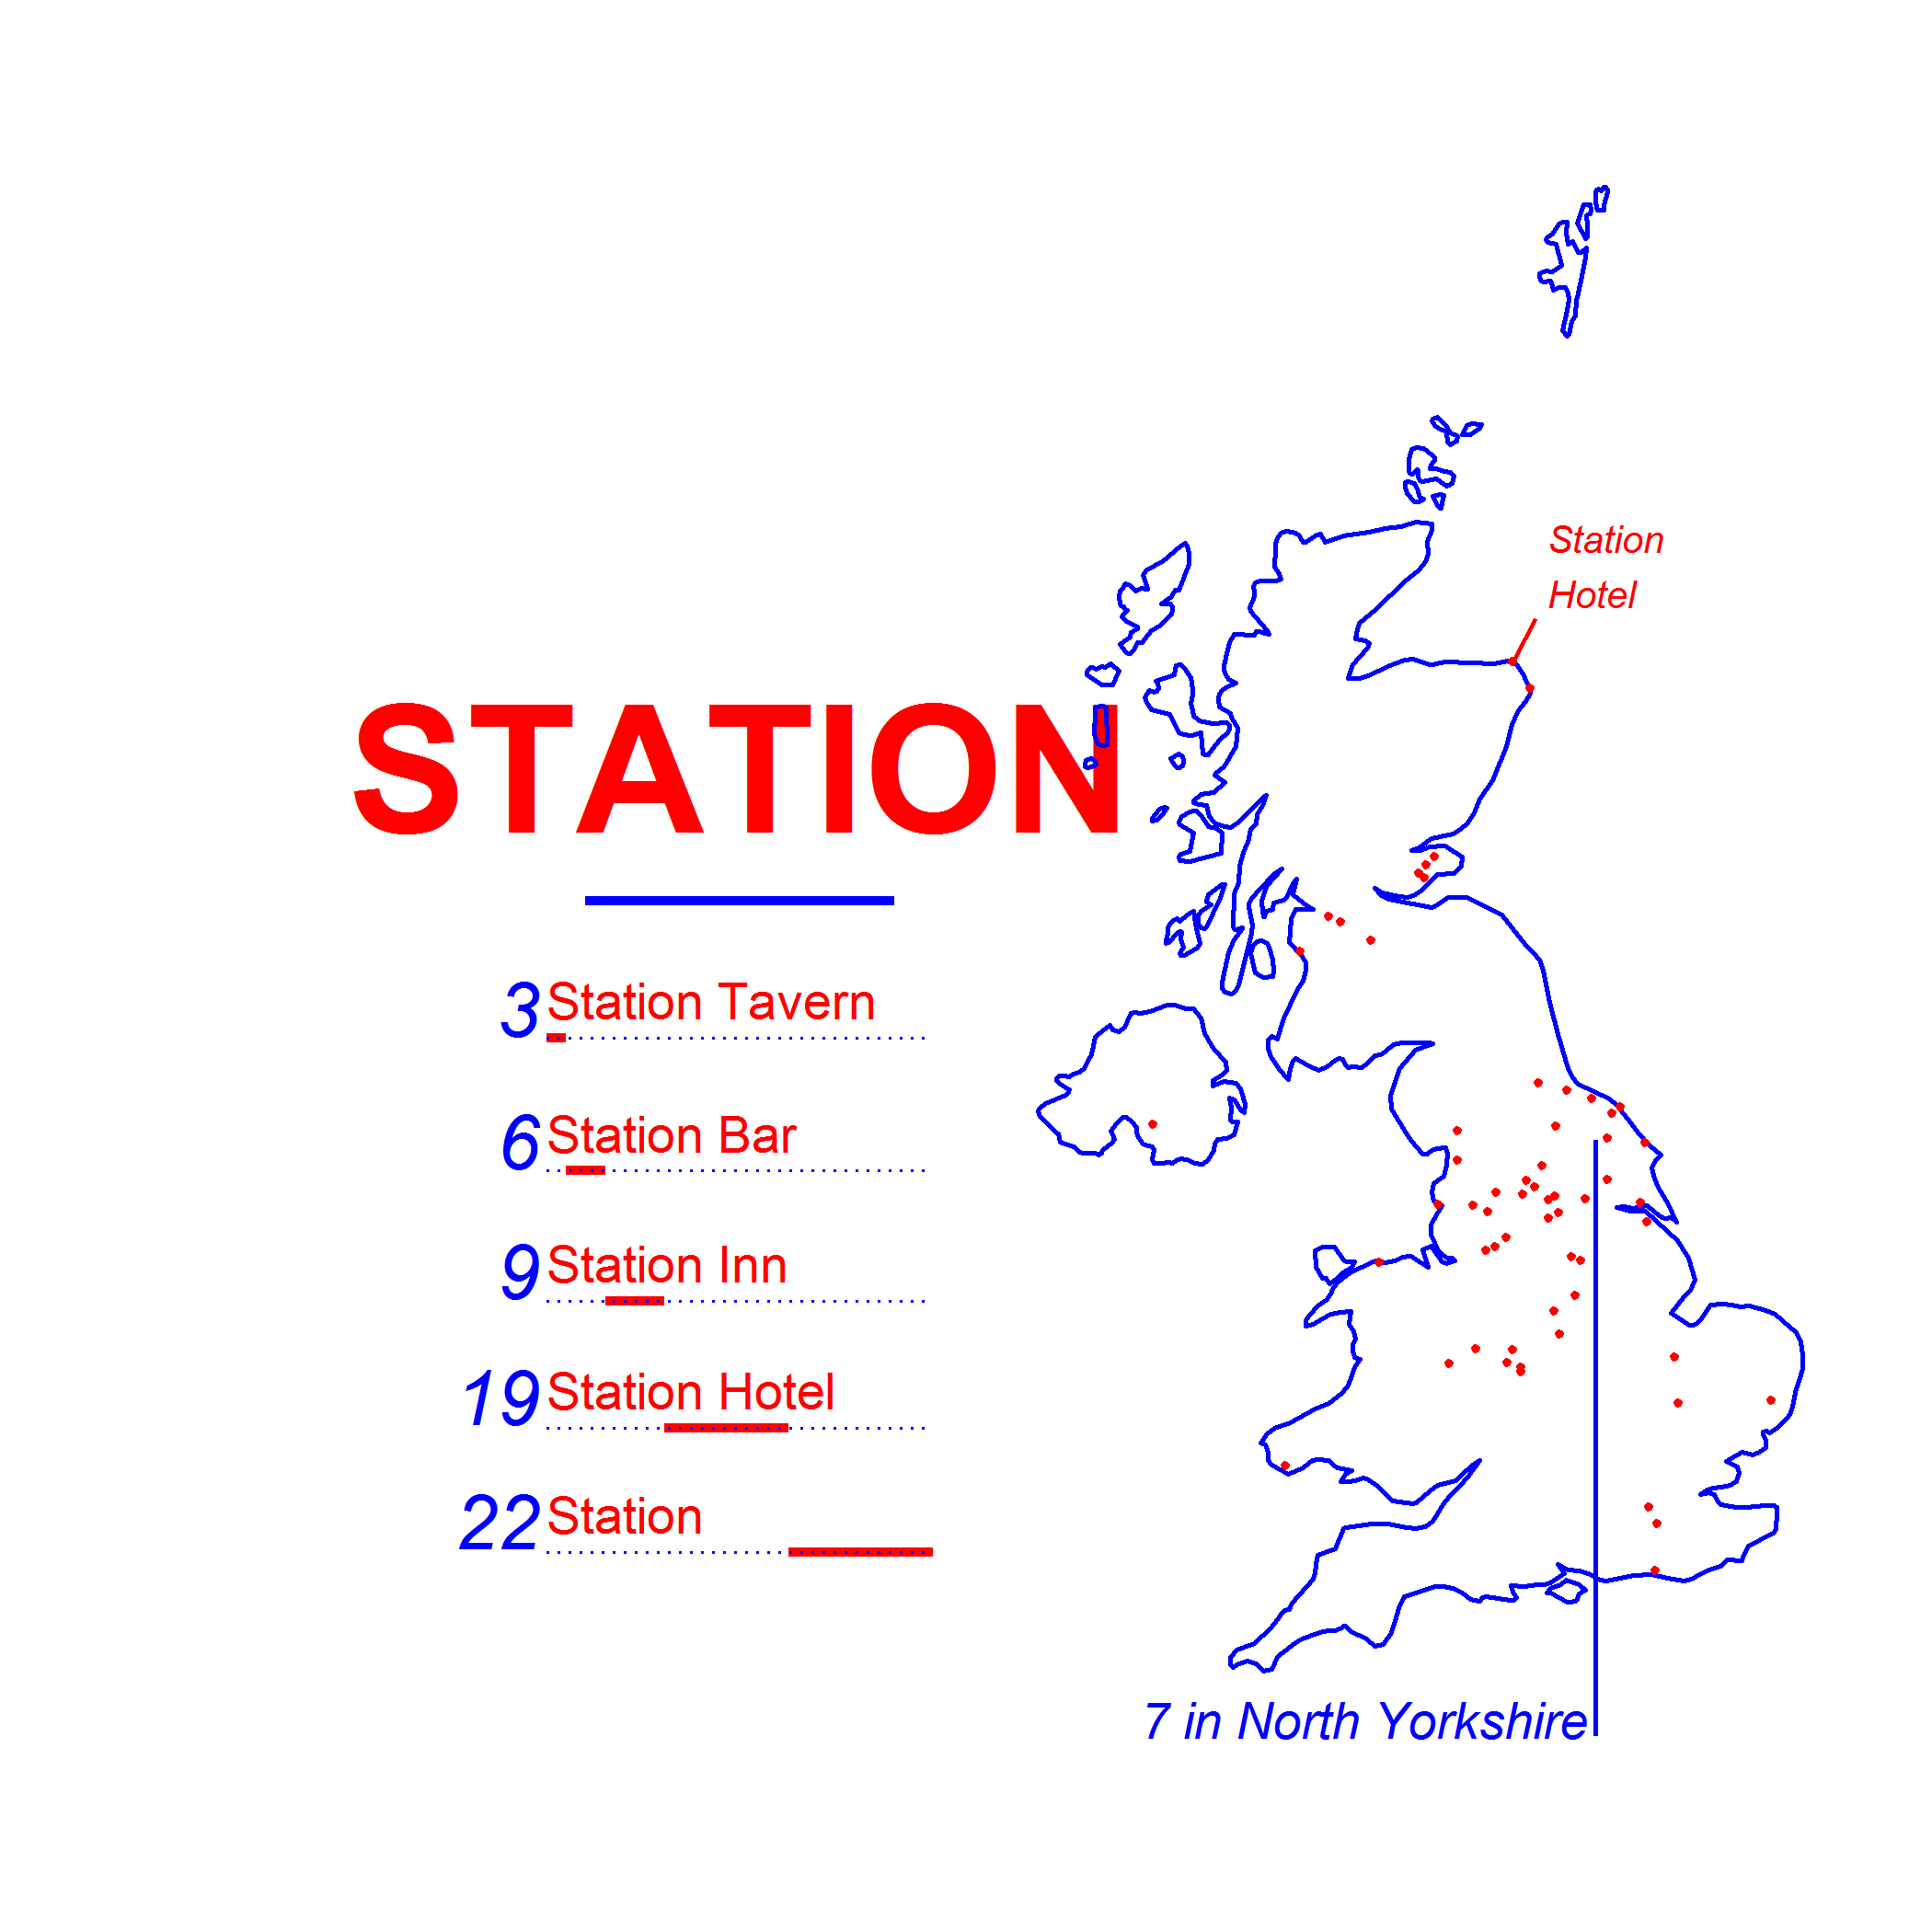 STATION
3 Station Tavern
6 Station Bar
9 Station Inn
19 Station Hotel
22 Station
Station
Hotel
7 in North Yorkshire